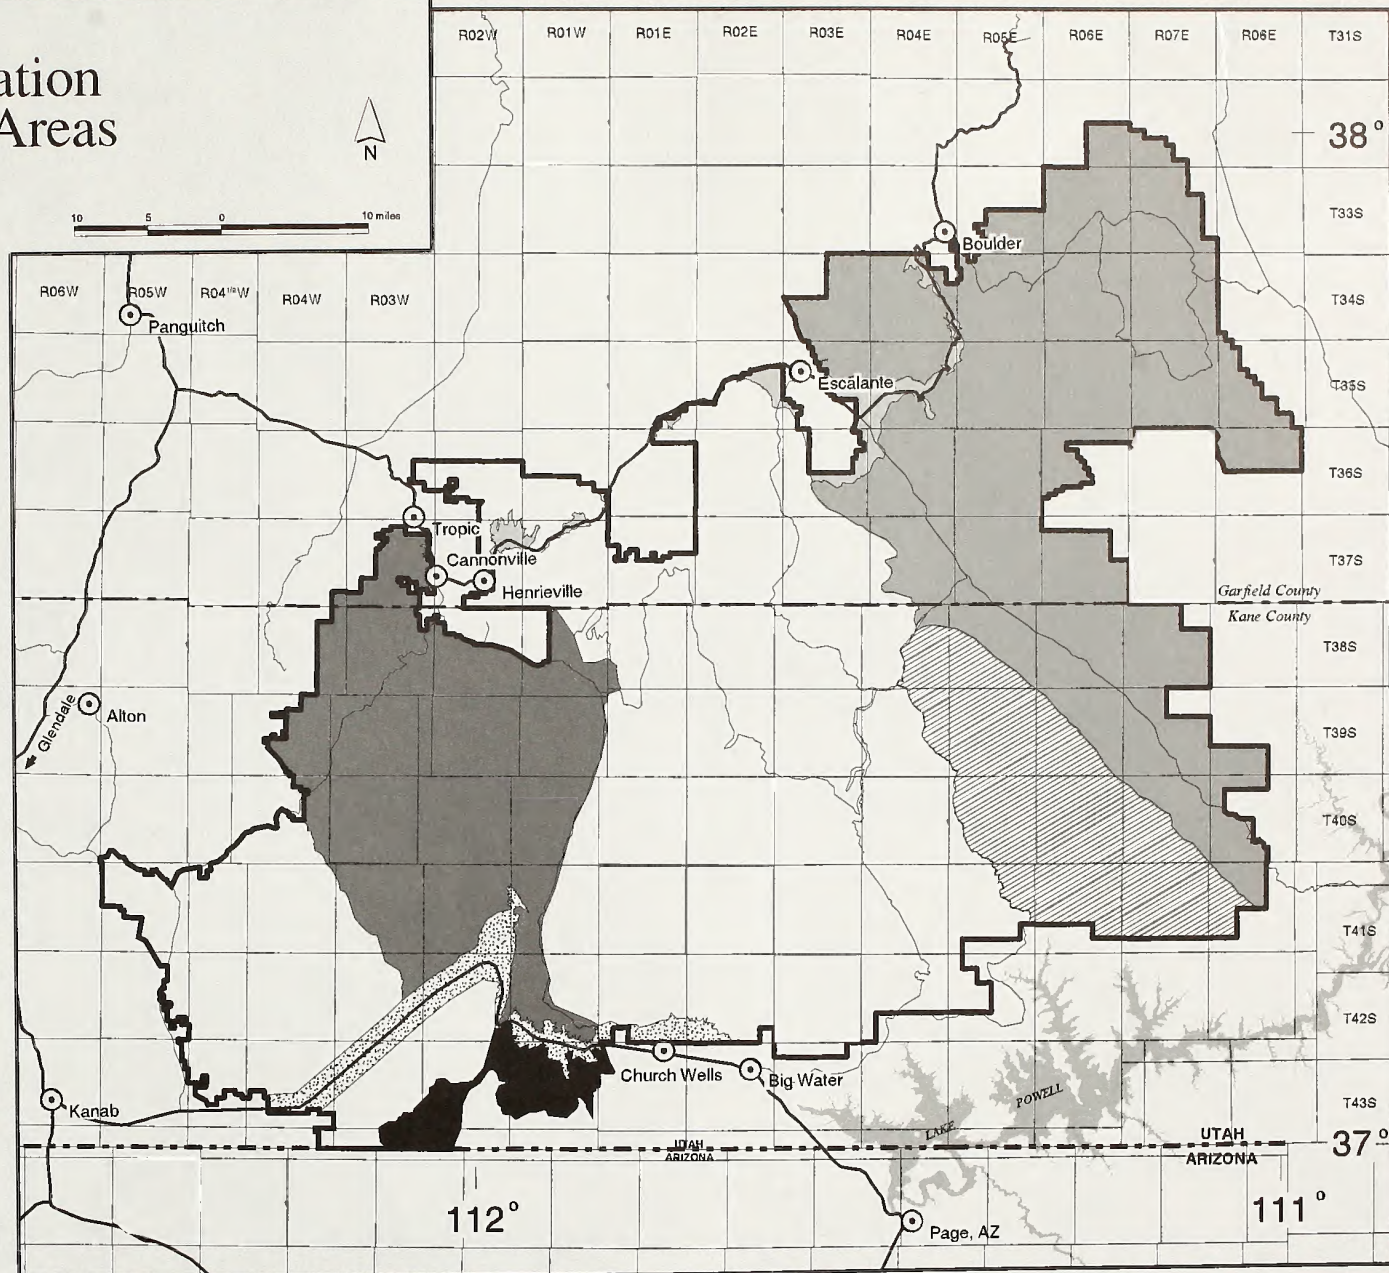 ation
Areas
N
10 5 0 10 miles
R02W R01W R01E R02E R03E R04E R05E R06E R07E R06E T31S
38°
T33S
Boulder
R06W R05W R04½W R04W R03W
T34S
Panguitch
Escalante
T35S
T36S
Tropic
Cannonville
T37S
Henrieville
Garfield County
Kane County
T38S
Glendale
Alton
T39S
T40S
T41S
T42S
Church Wells
Big Water
Kanab
T43S
LAKE POWELL
UTAH
ARIZONA
UTAH
ARIZONA
37°
112°
111°
Page, AZ